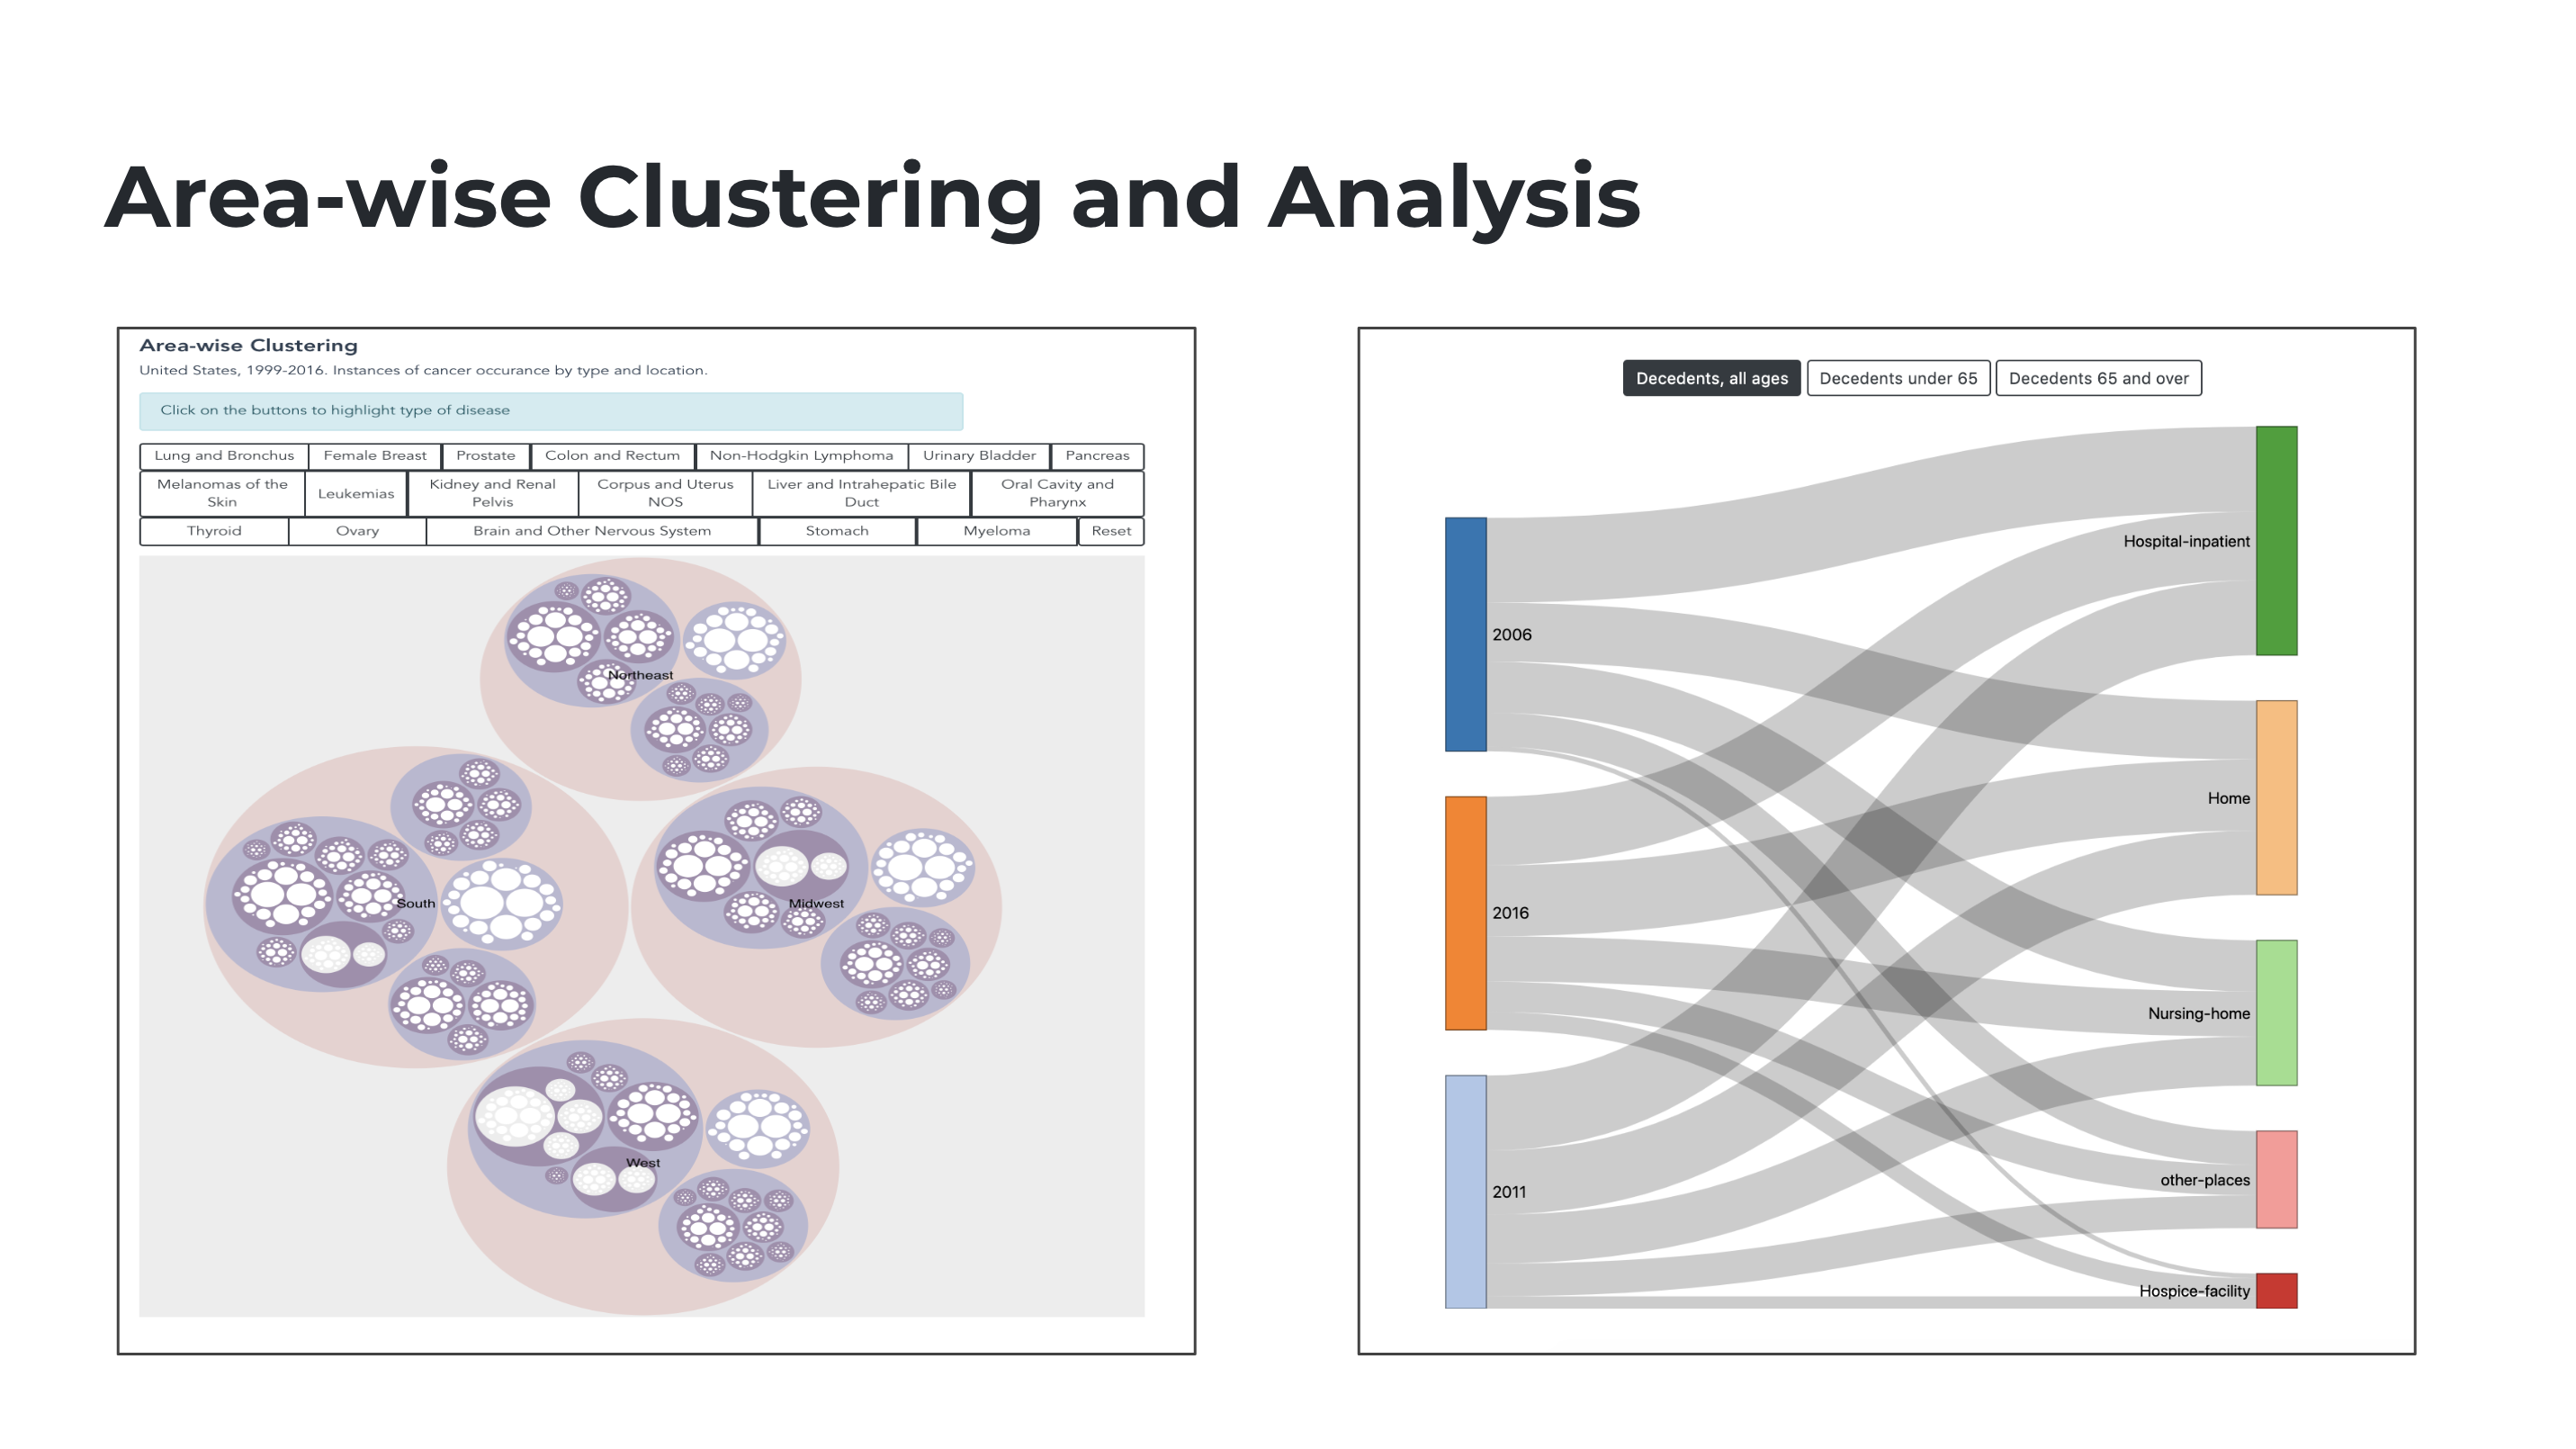 Area-wise Clustering and Analysis
Area-wise Clustering
United States, 1999-2016. Instances of cancer occurance by type and location.
Click on the buttons to highlight type of disease
Lung and Bronchus
Female Breast
Prostate
Colon and Rectum
Non-Hodgkin Lymphoma
Urinary Bladder
Pancreas
Melanomas of the
Skin
Leukemias
Kidney and Renal
Pelvis
Corpus and Uterus
NOS
Liver and Intrahepatic Bile
Duct
Oral Cavity and
Pharynx
Thyroid
Ovary
Brain and Other Nervous System
Stomach
Myeloma
Reset
Northeast
South
Midwest
West
Decedents, all ages
Decedents under 65
Decedents 65 and over
2006
2016
2011
Hospital-inpatient
Home
Nursing-home
other-places
Hospice-facility